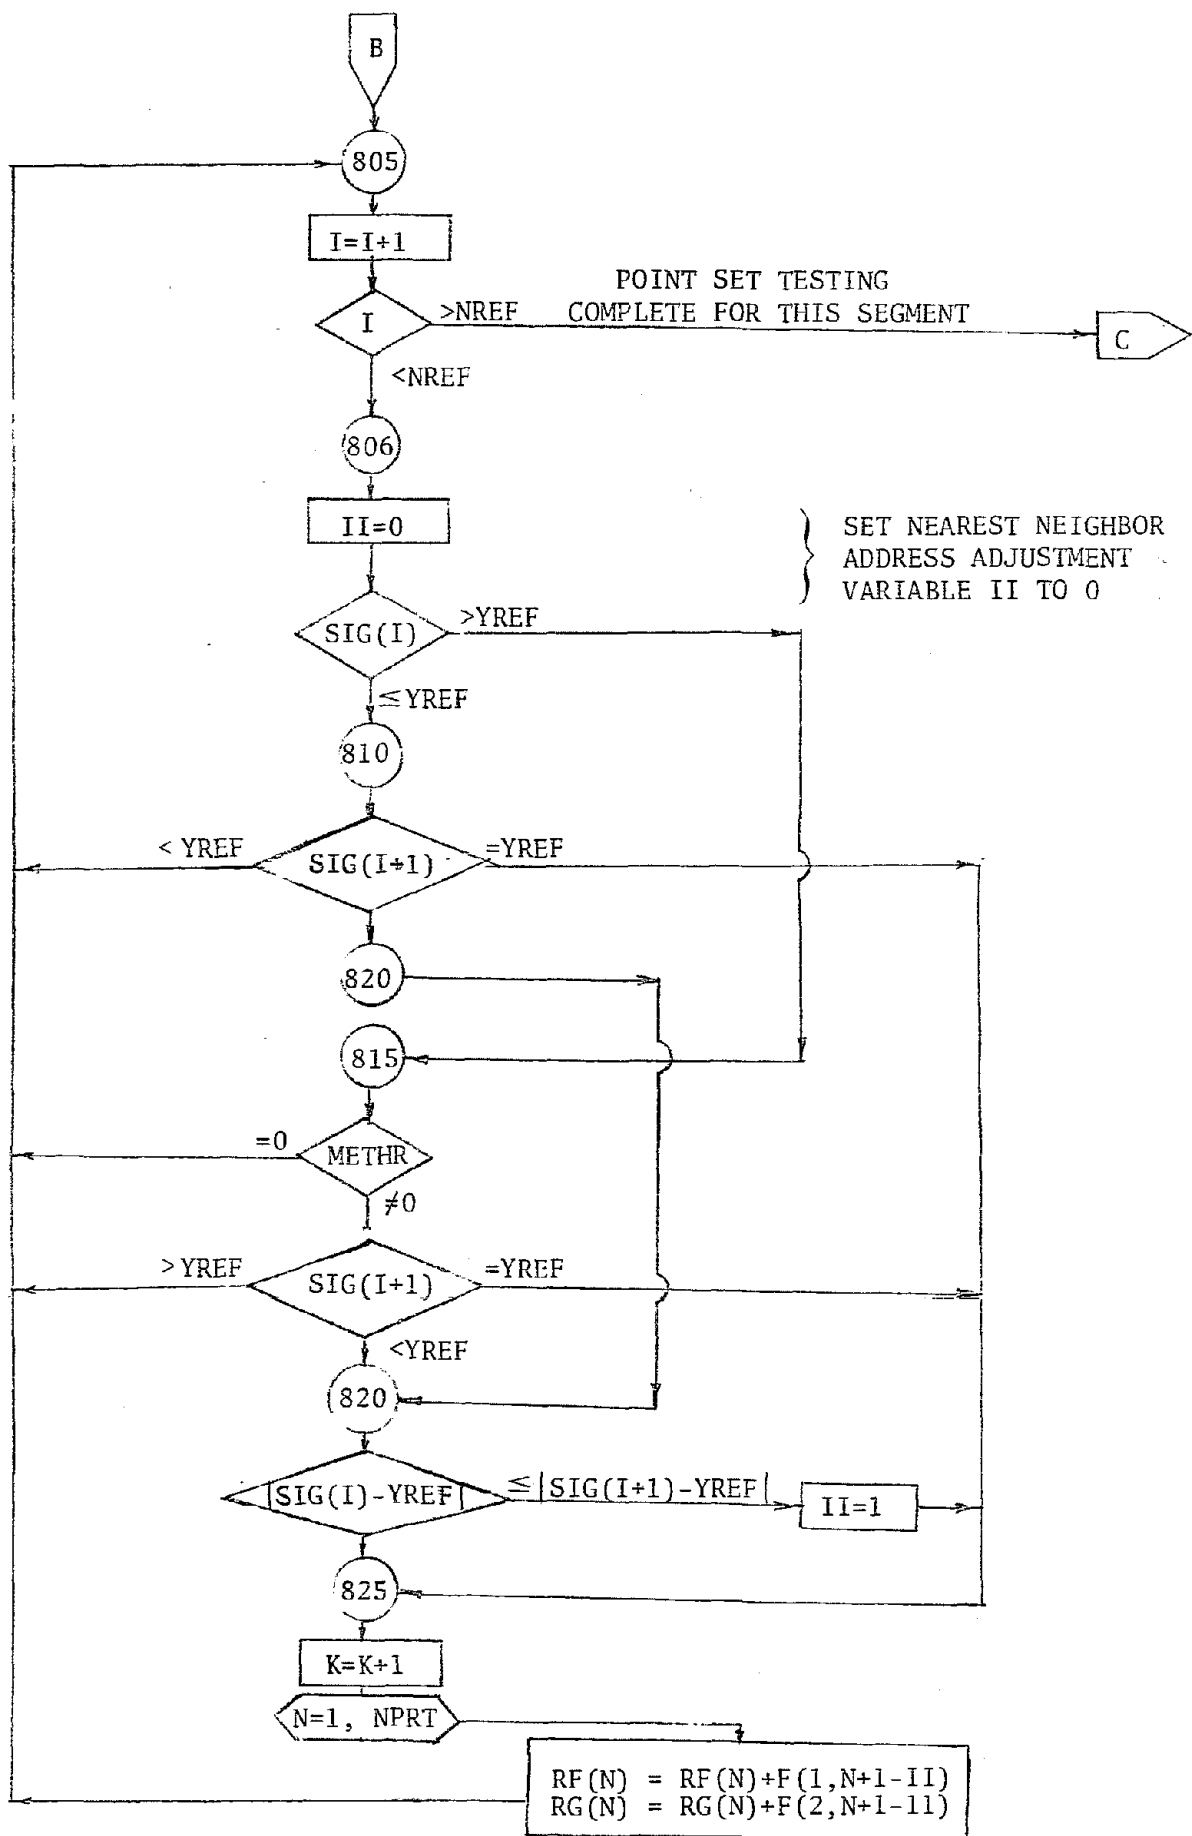 B
805
I=I+1
POINT SET TESTING
COMPLETE FOR THIS SEGMENT
I
>NREF
C
<NREF
806
II=0
SET NEAREST NEIGHBOR
ADDRESS ADJUSTMENT
VARIABLE II TO 0
SIG(I)
>YREF
≤YREF
810
< YREF
SIG(I+1)
=YREF
820
815
=0
METHR
≠0
>YREF
SIG(I+1)
=YREF
<YREF
820
|SIG(I)-YREF|
≤|SIG(I+1)-YREF|
II=1
825
K=K+1
N=1, NPRT
RF(N) = RF(N)+F(1,N+I-II)
RG(N) = RG(N)+F(2,N+I-II)